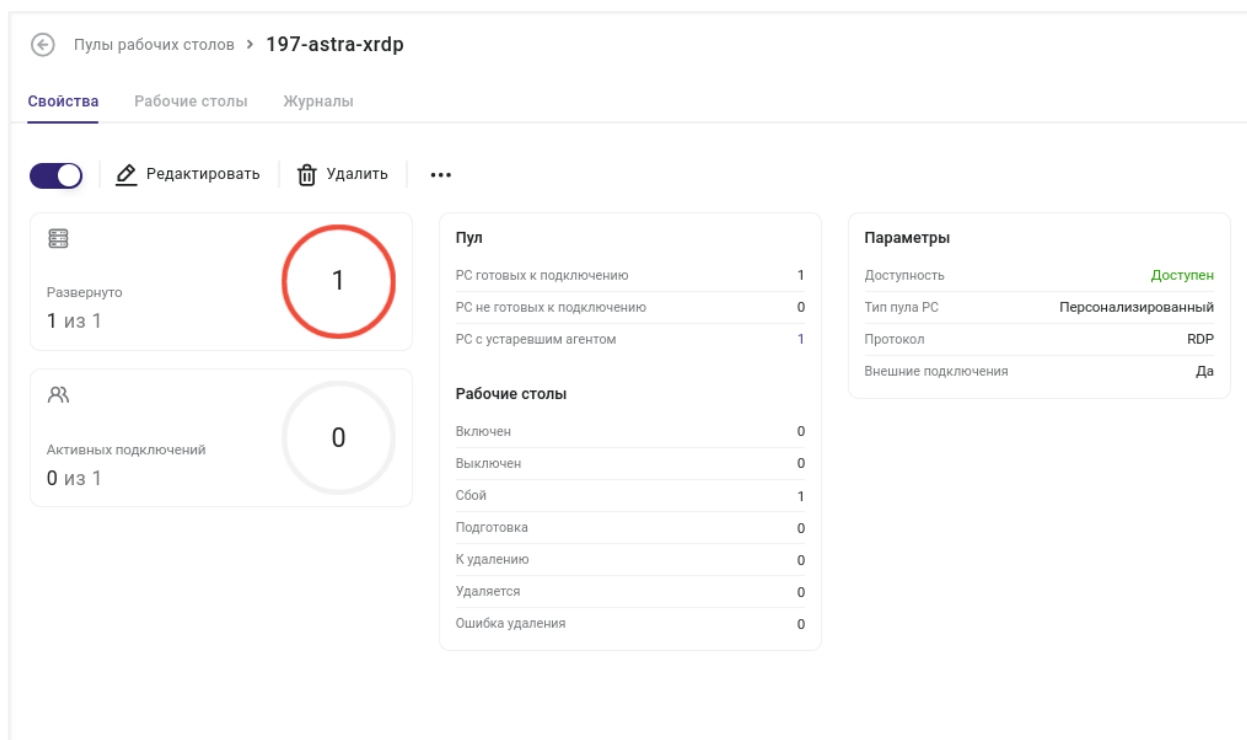 Пулы рабочих столов > 197-astra-xrdp
Свойства Рабочие столы Журналы
Редактировать Удалить
Развернуто
1 из 1
1
Активных подключений
0 из 1
0
Пул
РС готовых к подключению 1
РС не готовых к подключению 0
РС с устаревшим агентом 1
Рабочие столы
Включен 0
Выключен 0
Сбой 1
Подготовка 0
К удалению 0
Удаляется 0
Ошибка удаления 0
Параметры
Доступность Доступен
Тип пула РС Персонализированный
Протокол RDP
Внешние подключения Да